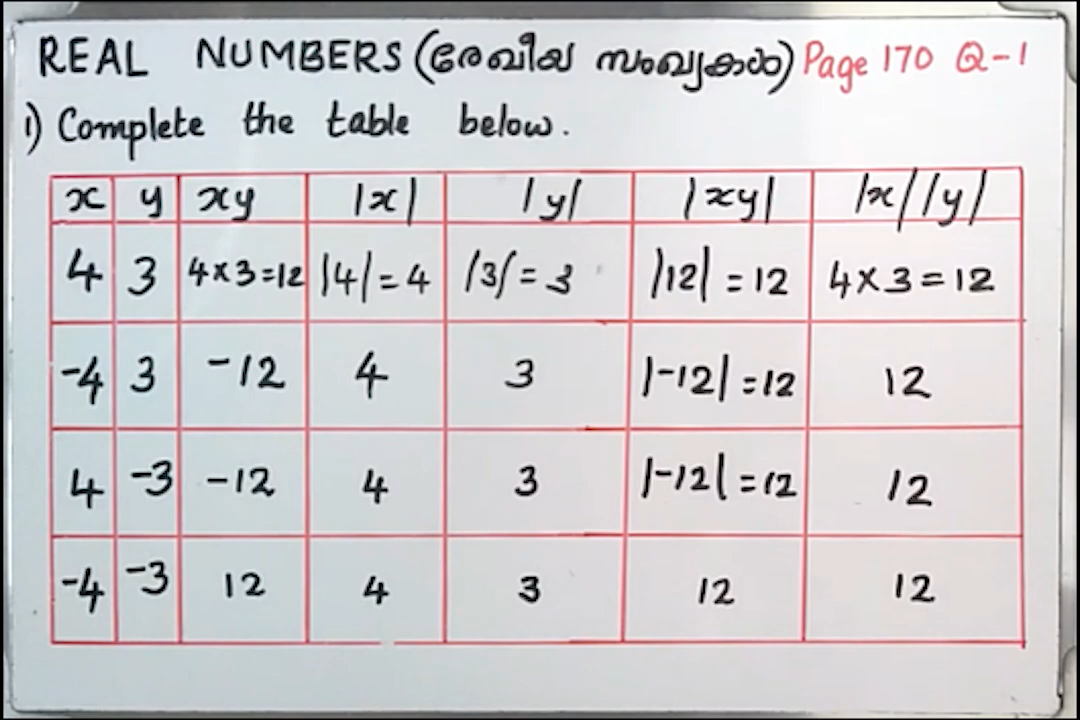 REAL NUMBERS (രേഖീയ സംഖ്യകൾ) Page 170 Q-1
1) Complete the table below.
x y xy |x| |y| |xy| |x||y|
4 3 4×3=12 |4|=4 |3|=3 |12|=12 4×3=12
-4 3 -12 4 3 |-12|=12 12
4 -3 -12 4 3 |-12|=12 12
-4 -3 12 4 3 12 12